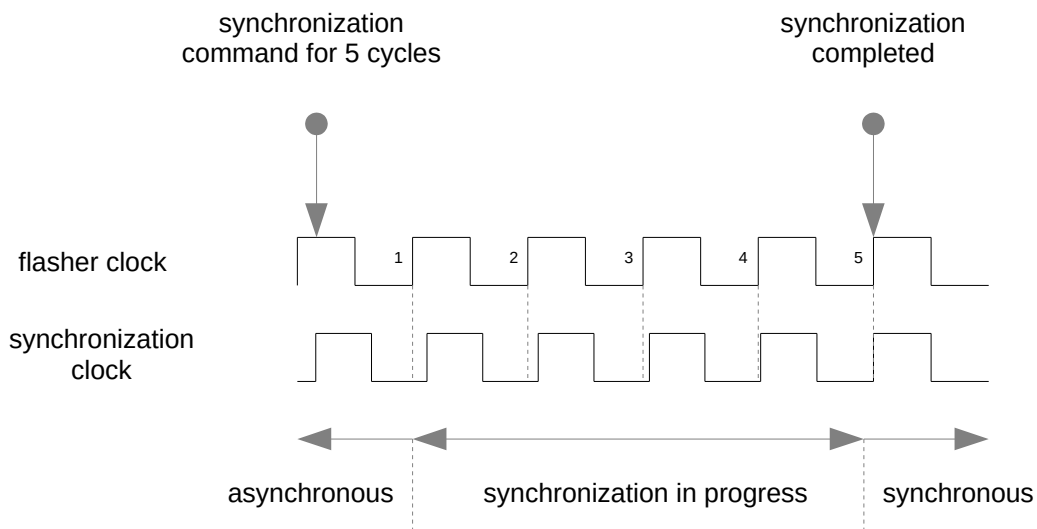 synchronization
command for 5 cycles
synchronization
completed
flasher clock
1
2
3
4
5
synchronization
clock
asynchronous
synchronization in progress
synchronous